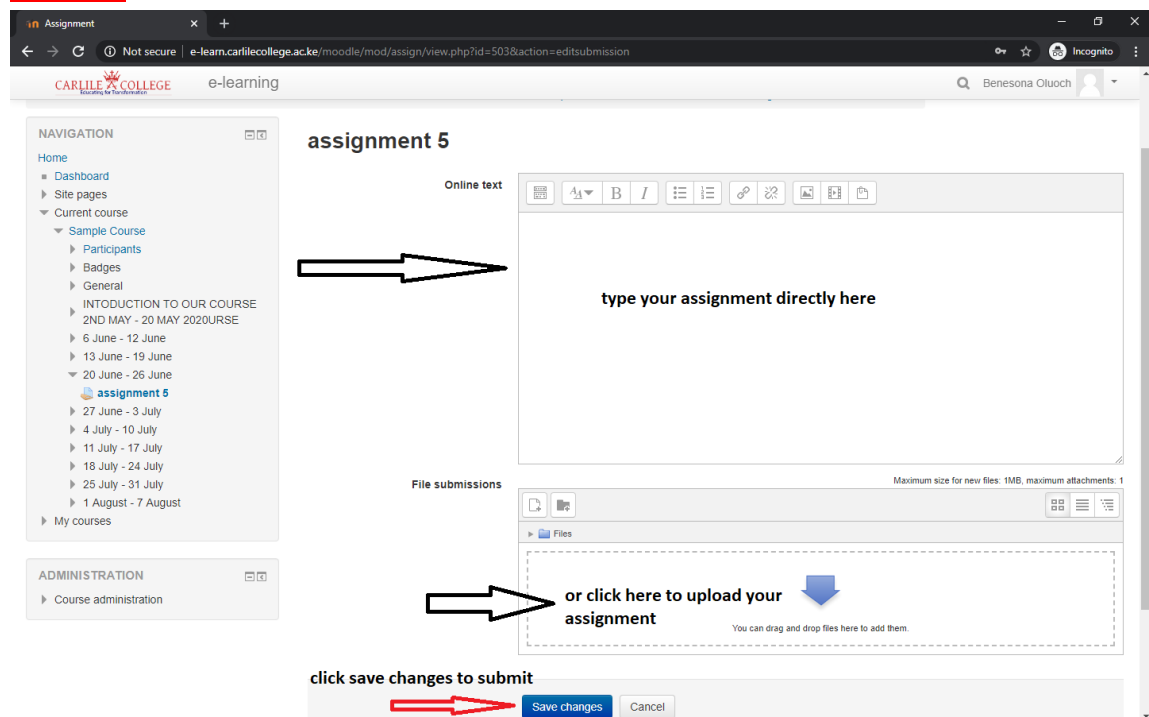 Assignment
Not secure | e-learn.carlilecollege.ac.ke/moodle/mod/assign/view.php?id=503&action=editsubmission
Incognito
CARLILE COLLEGE
Educating for Transformation
e-learning
Benesona Oluoch
NAVIGATION
Home
Dashboard
Site pages
Current course
Sample Course
Participants
Badges
General
INTODUCTION TO OUR COURSE
2ND MAY - 20 MAY 2020URSE
6 June - 12 June
13 June - 19 June
20 June - 26 June
assignment 5
27 June - 3 July
4 July - 10 July
11 July - 17 July
18 July - 24 July
25 July - 31 July
1 August - 7 August
My courses
ADMINISTRATION
Course administration
assignment 5
Online text
type your assignment directly here
File submissions
Maximum size for new files: 1MB, maximum attachments: 1
Files
or click here to upload your
assignment
You can drag and drop files here to add them.
click save changes to submit
Save changes
Cancel